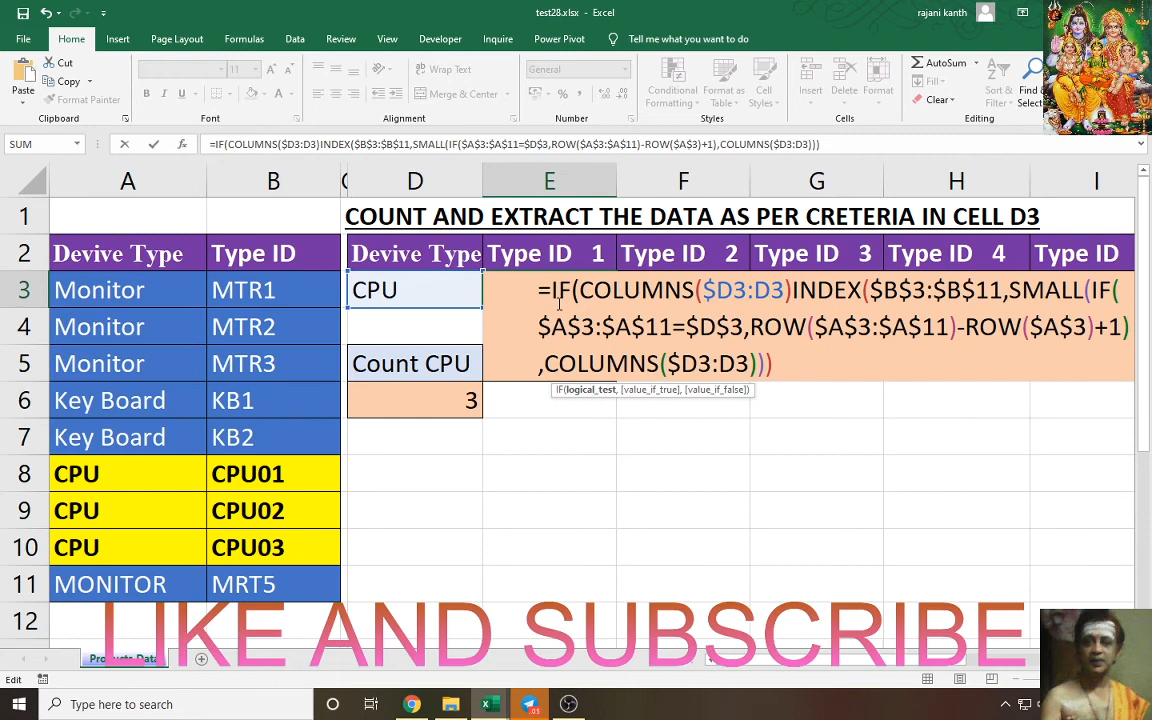 test28.xlsx - Excel
rajani kanth
File Home Insert Page Layout Formulas Data Review View Developer Inquire Power Pivot Tell me what you want to do
Cut
Copy
Format Painter
Paste
11
Wrap Text
Merge & Center
General
Conditional Formatting
Format as Table
Cell Styles
Insert Delete Format
AutoSum
Fill
Clear
Sort
Filter
Find
Select
Clipboard Font Alignment Number Styles Cells Editing
SUM
=IF(COLUMNS($D3:D3)INDEX($B$3:$B$11,SMALL(IF($A$3:$A$11=$D$3,ROW($A$3:$A$11)-ROW($A$3)+1),COLUMNS($D3:D3)))
A B C D E F G H I
1 COUNT AND EXTRACT THE DATA AS PER CRETERIA IN CELL D3
2 Devive Type Type ID Devive Type Type ID 1 Type ID 2 Type ID 3 Type ID 4 Type ID
3 Monitor MTR1 CPU =IF(COLUMNS($D3:D3)INDEX($B$3:$B$11,SMALL(IF(
4 Monitor MTR2 $A$3:$A$11=$D$3,ROW($A$3:$A$11)-ROW($A$3)+1)
5 Monitor MTR3 Count CPU ,COLUMNS($D3:D3)))
IF(logical_test, [value_if_true], [value_if_false])
6 Key Board KB1 3
7 Key Board KB2
8 CPU CPU01
9 CPU CPU02
10 CPU CPU03
11 MONITOR MRT5
12
LIKE AND SUBSCRIBE
Products Data
Edit
Type here to search